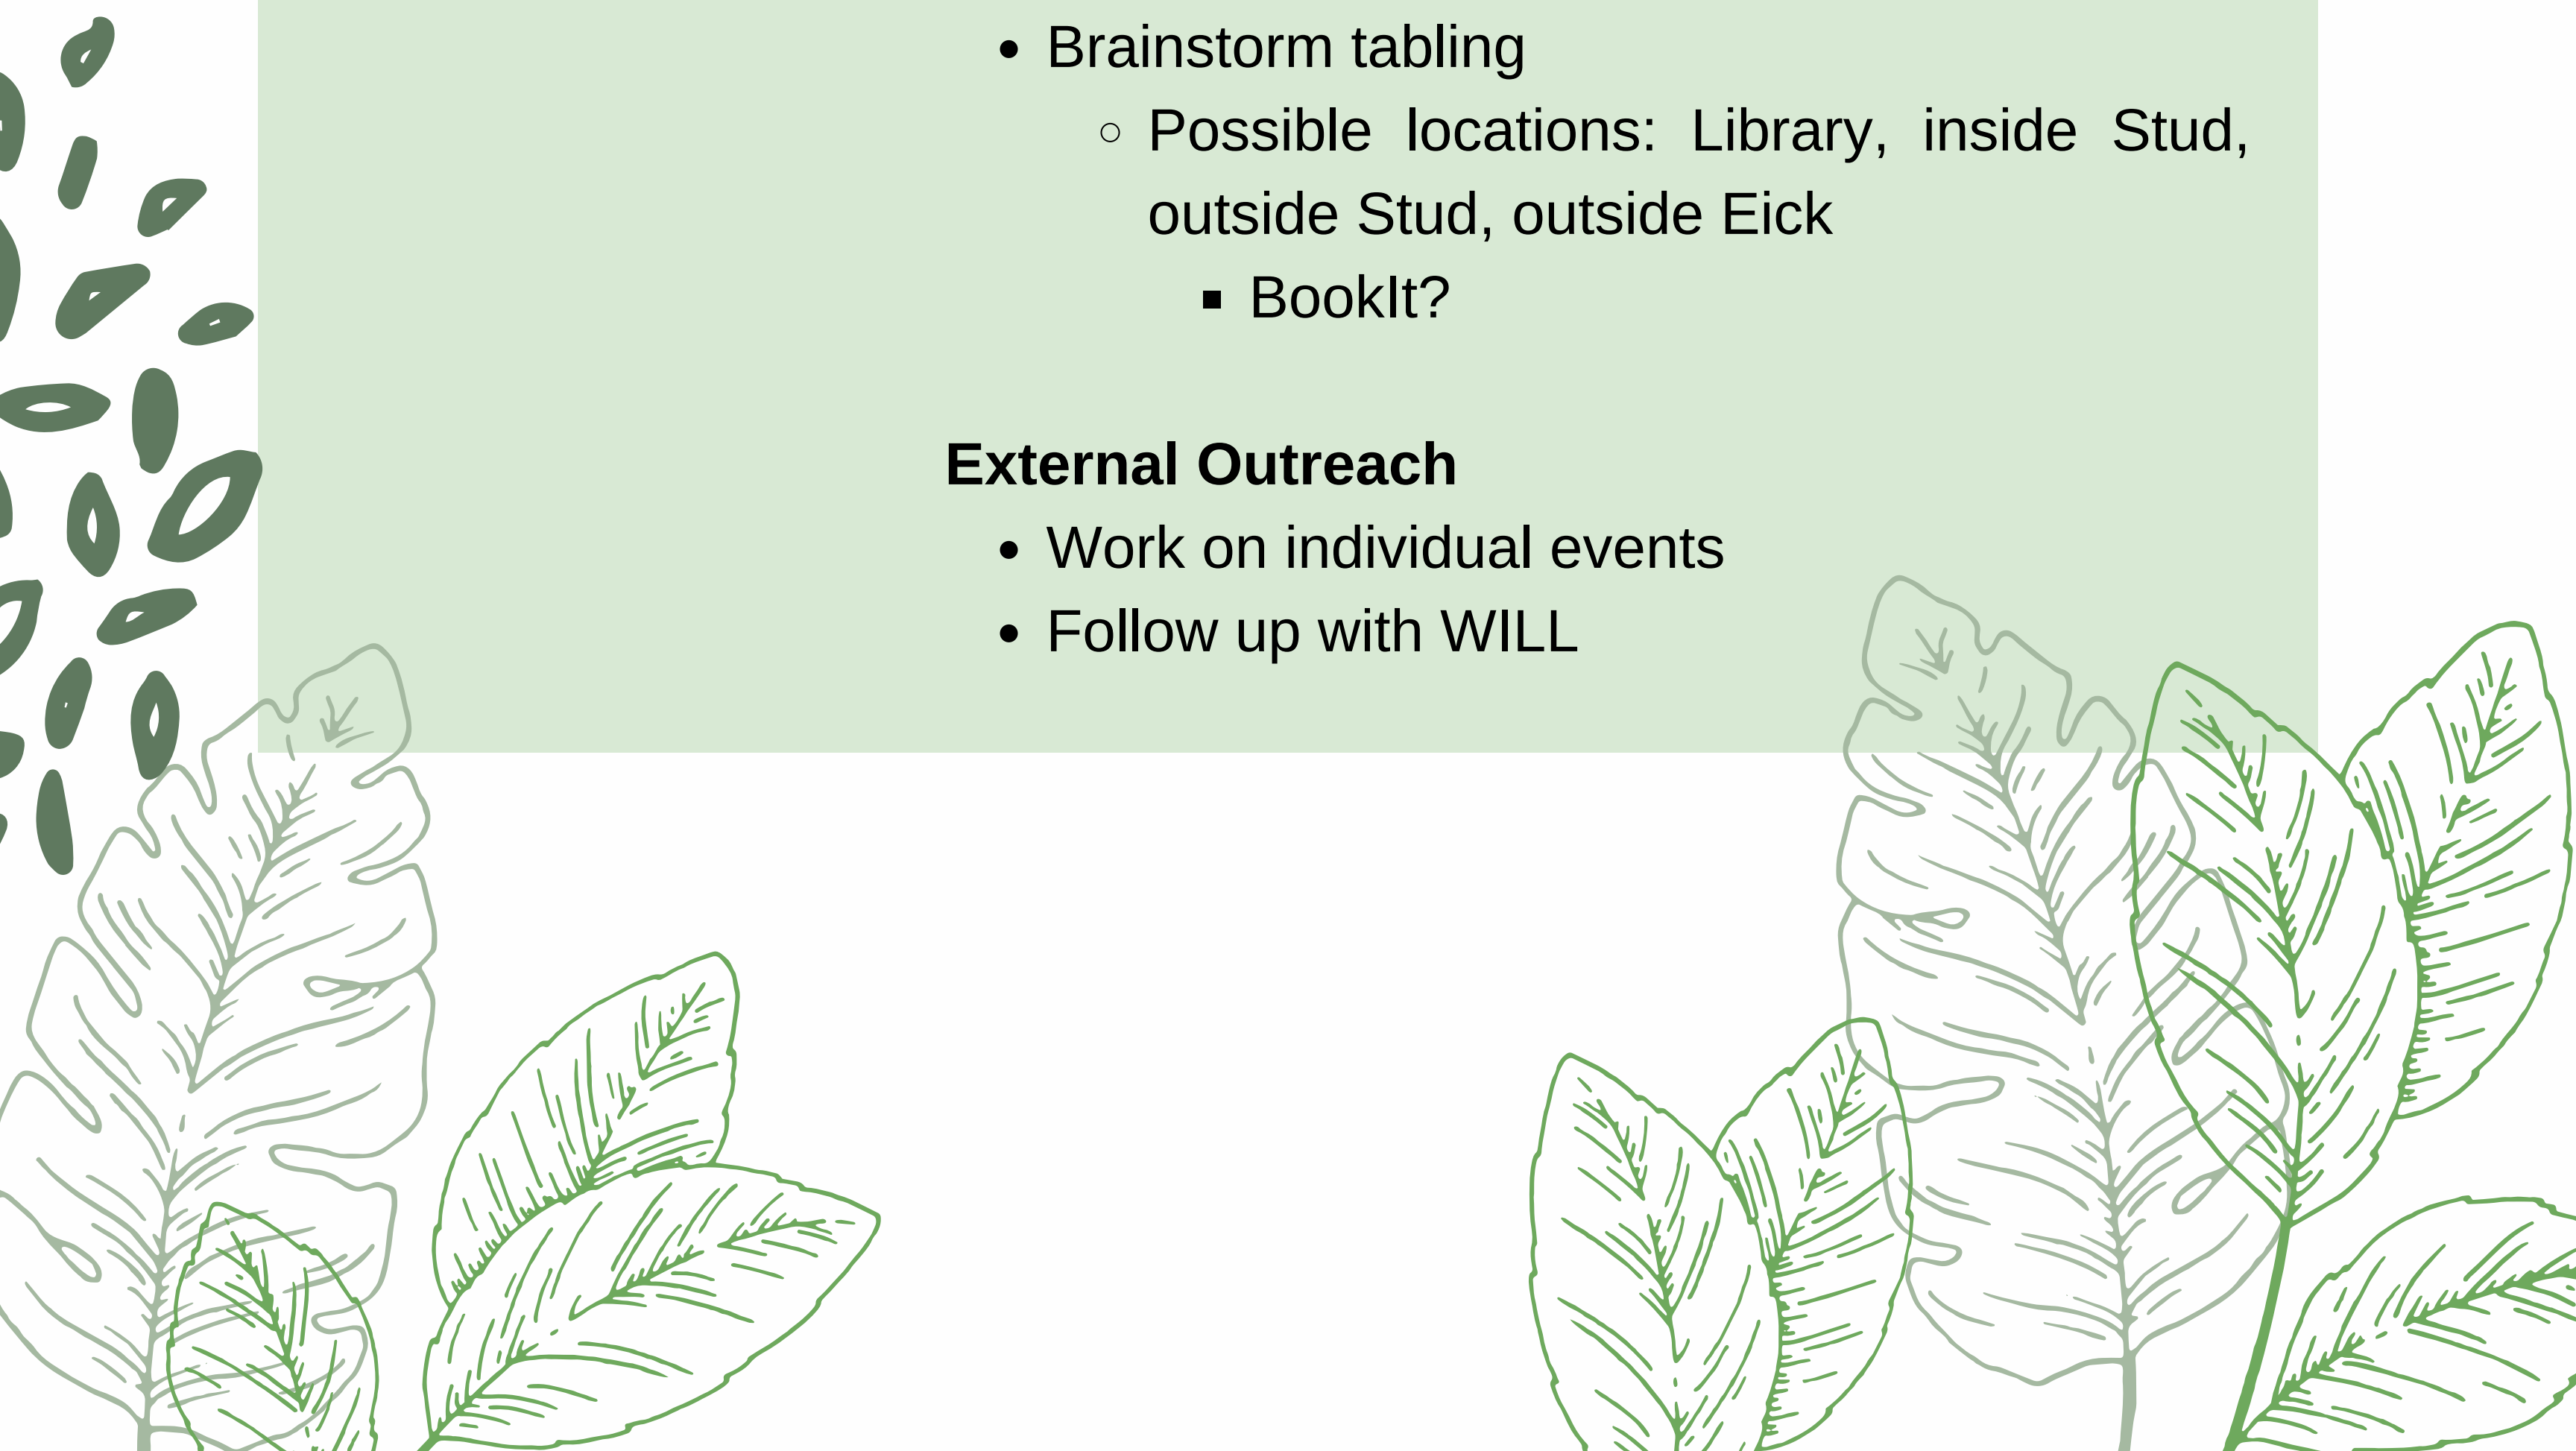 Brainstorm tabling
Possible locations: Library, inside Stud,
outside Stud, outside Eick
BookIt?
External Outreach
Work on individual events
Follow up with WILL